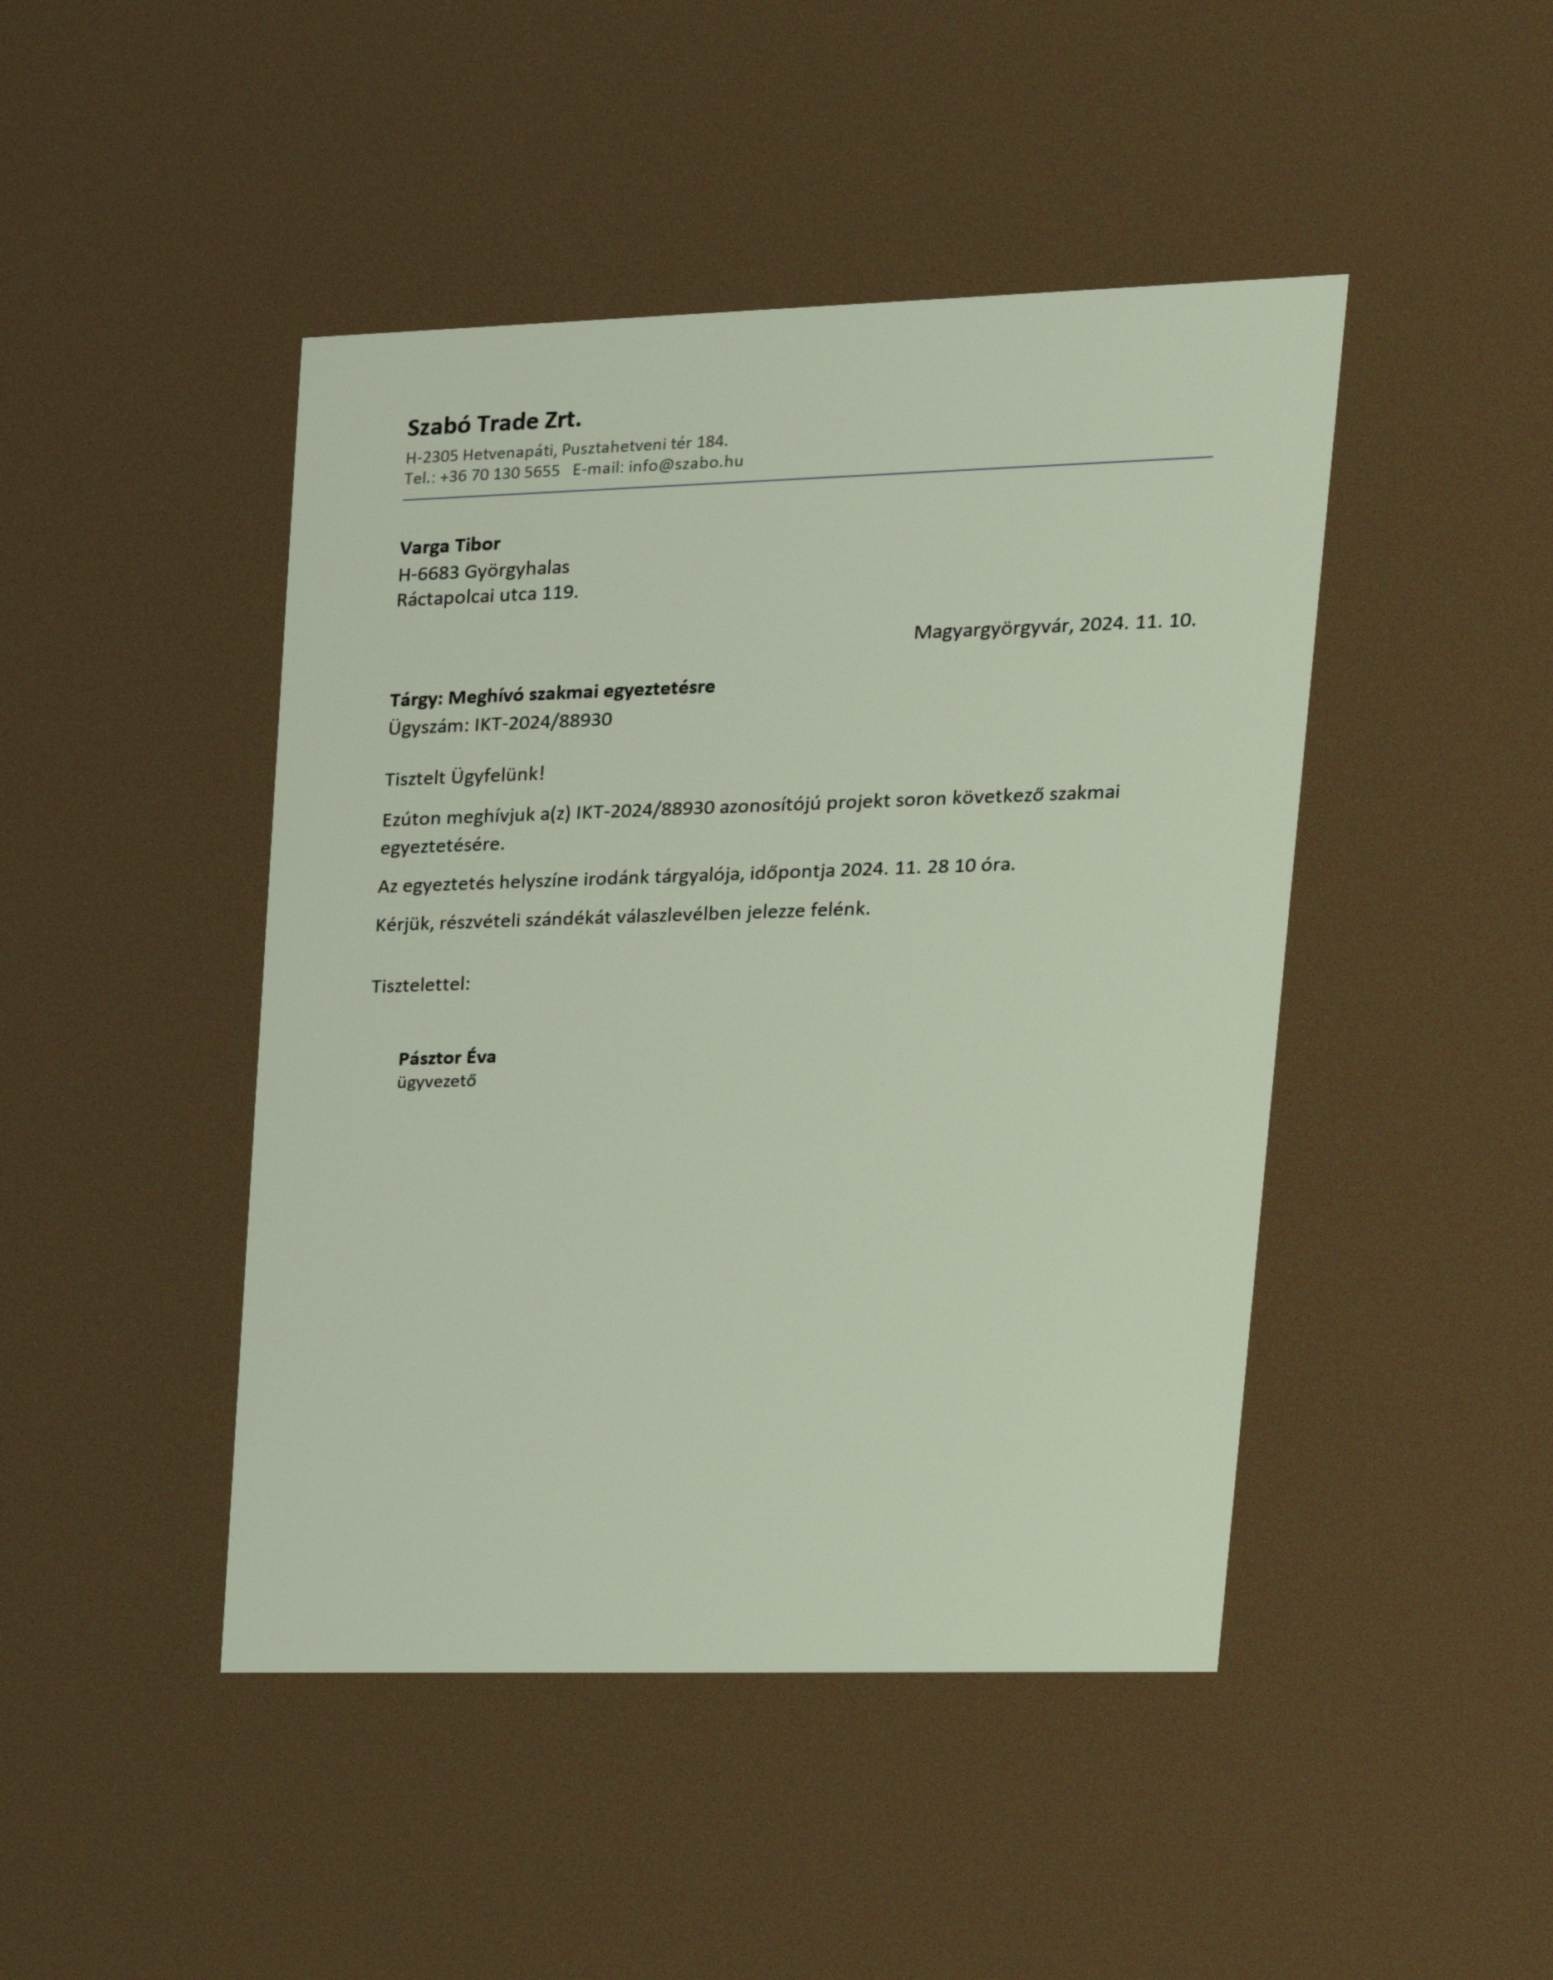 Szabó Trade Zrt.
H-2305 Hetvenapáti, Pusztahetveni tér 184.
Tel.: +36 70 130 5655   E-mail: info@szabo.hu
Varga Tibor
H-6683 Györgyhalas
Ráctapolcai utca 119.
Magyargyörgyvár, 2024. 11. 10.
Tárgy: Meghívó szakmai egyeztetésre
Ügyszám: IKT-2024/88930
Tisztelt Ügyfelünk!
Ezúton meghívjuk a(z) IKT-2024/88930 azonosítójú projekt soron következő szakmai
egyeztetésére.
Az egyeztetés helyszíne irodánk tárgyalója, időpontja 2024. 11. 28 10 óra.
Kérjük, részvételi szándékát válaszlevélben jelezze felénk.
Tisztelettel:
Pásztor Éva
ügyvezető